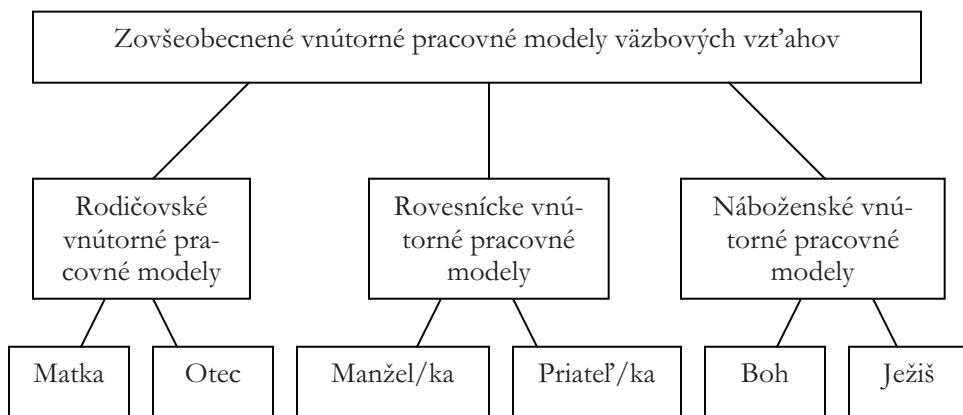 Zovšeobecnené vnútorné pracovné modely väzbových vzťahov
Rodičovské
vnútorné pra-
covné modely
Rovesnícke vnú-
torné pracovné
modely
Náboženské vnú-
torné pracovné
modely
Matka
Otec
Manžel/ka
Priateľ/ka
Boh
Ježiš